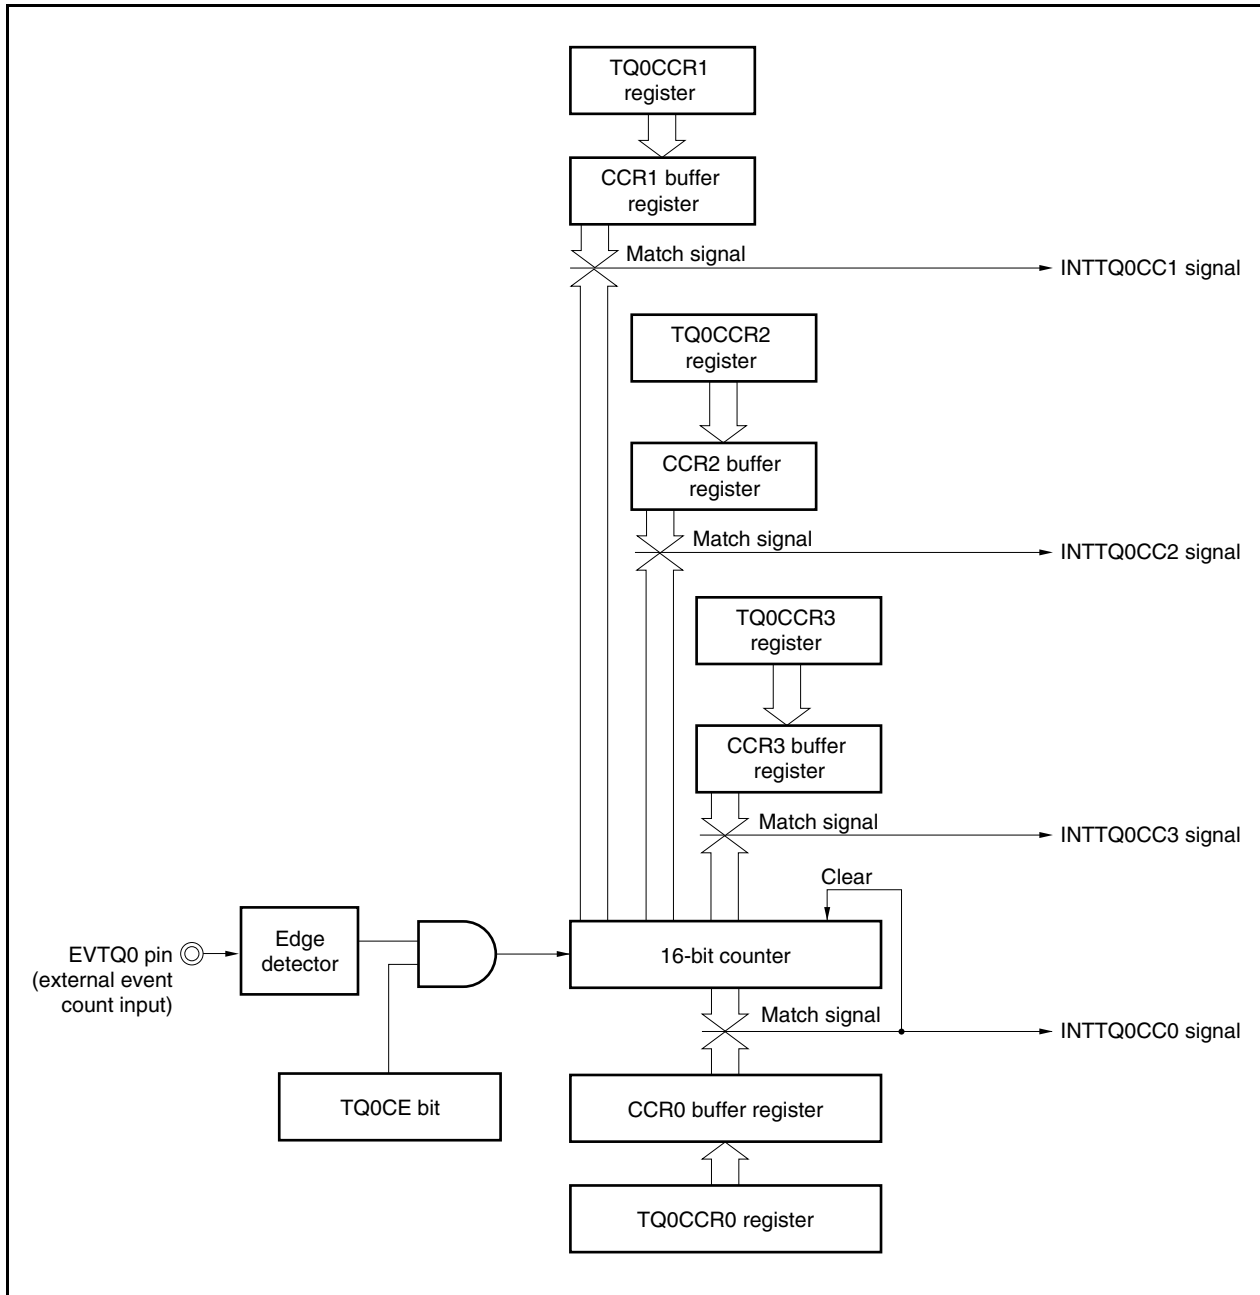 TQ0CCR1
register
CCR1 buffer
register
Match signal
INTTQ0CC1 signal
TQ0CCR2
register
CCR2 buffer
register
Match signal
INTTQ0CC2 signal
TQ0CCR3
register
CCR3 buffer
register
Match signal
INTTQ0CC3 signal
Clear
EVTQ0 pin
(external event
count input)
Edge
detector
16-bit counter
Match signal
INTTQ0CC0 signal
TQ0CE bit
CCR0 buffer register
TQ0CCR0 register